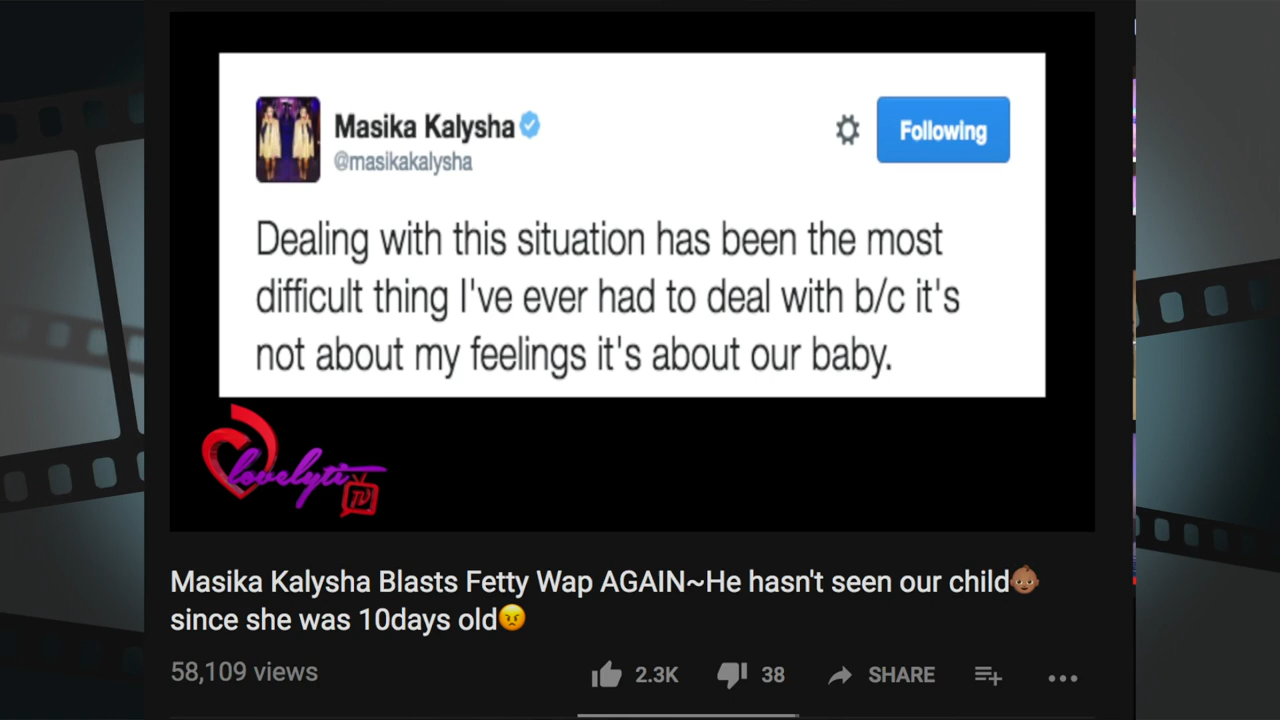 Masika Kalysha
@masikakalysha
Following
Dealing with this situation has been the most
difficult thing I've ever had to deal with b/c it's
not about my feelings it's about our baby.
lovelyti
TV
Masika Kalysha Blasts Fetty Wap AGAIN~He hasn't seen our child👶🏾
since she was 10days old😠
58,109 views
2.3K
38
SHARE